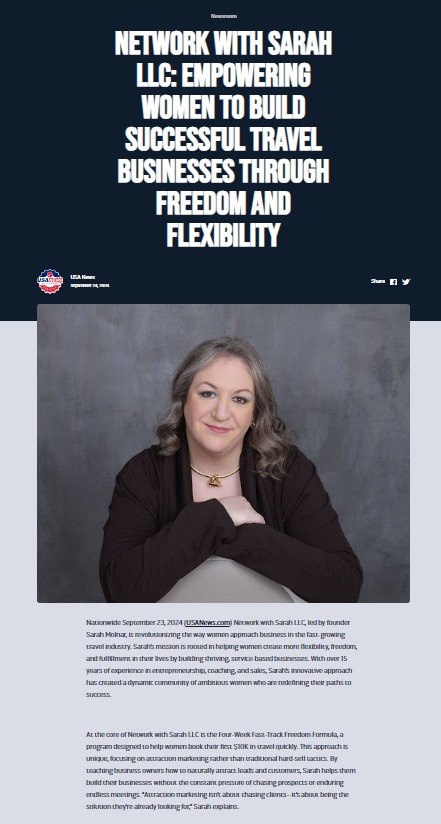 Newsroom
NETWORK WITH SARAH
LLC: EMPOWERING
WOMEN TO BUILD
SUCCESSFUL TRAVEL
BUSINESSES THROUGH
FREEDOM AND
FLEXIBILITY
USA News
September 24, 2024
Share
Nationwide September 23, 2024 (USANews.com) Network with Sarah LLC, led by founder
Sarah Molnar, is revolutionizing the way women approach business in the fast-growing
travel industry. Sarah's mission is rooted in helping women create more flexibility, freedom,
and fulfillment in their lives by building thriving, service-based businesses. With over 15
years of experience in entrepreneurship, coaching, and sales, Sarah's innovative approach
has created a dynamic community of ambitious women who are redefining their paths to
success.
At the core of Network with Sarah LLC is the Four-Week Fast-Track Freedom Formula, a
program designed to help women book their first $10K in travel quickly. This approach is
unique, focusing on attraction marketing rather than traditional hard-sell tactics. By
teaching business owners how to naturally attract leads and customers, Sarah helps them
build their businesses without the constant pressure of chasing prospects or enduring
endless meetings. "Attraction marketing isn't about chasing clients—it's about being the
solution they're already looking for," Sarah explains.